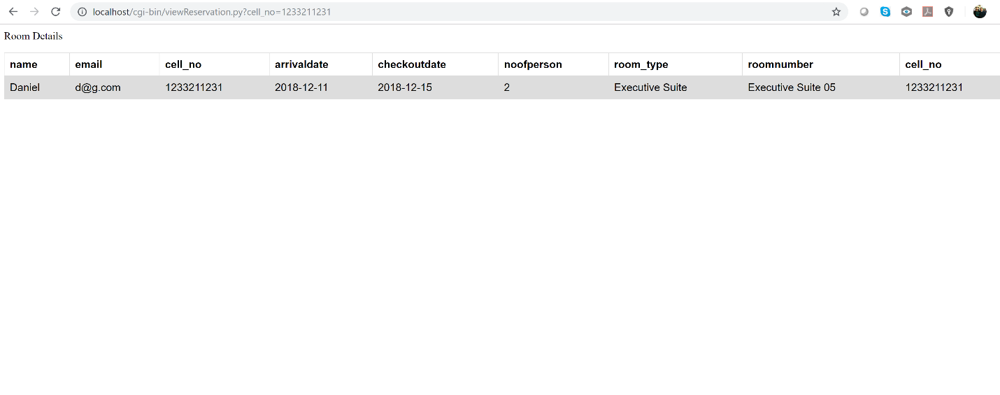 localhost/cgi-bin/viewReservation.py?cell_no=1233211231
Room Details
name email cell_no arrivaldate checkoutdate noofperson room_type roomnumber cell_no
Daniel d@g.com 1233211231 2018-12-11 2018-12-15 2 Executive Suite Executive Suite 05 1233211231